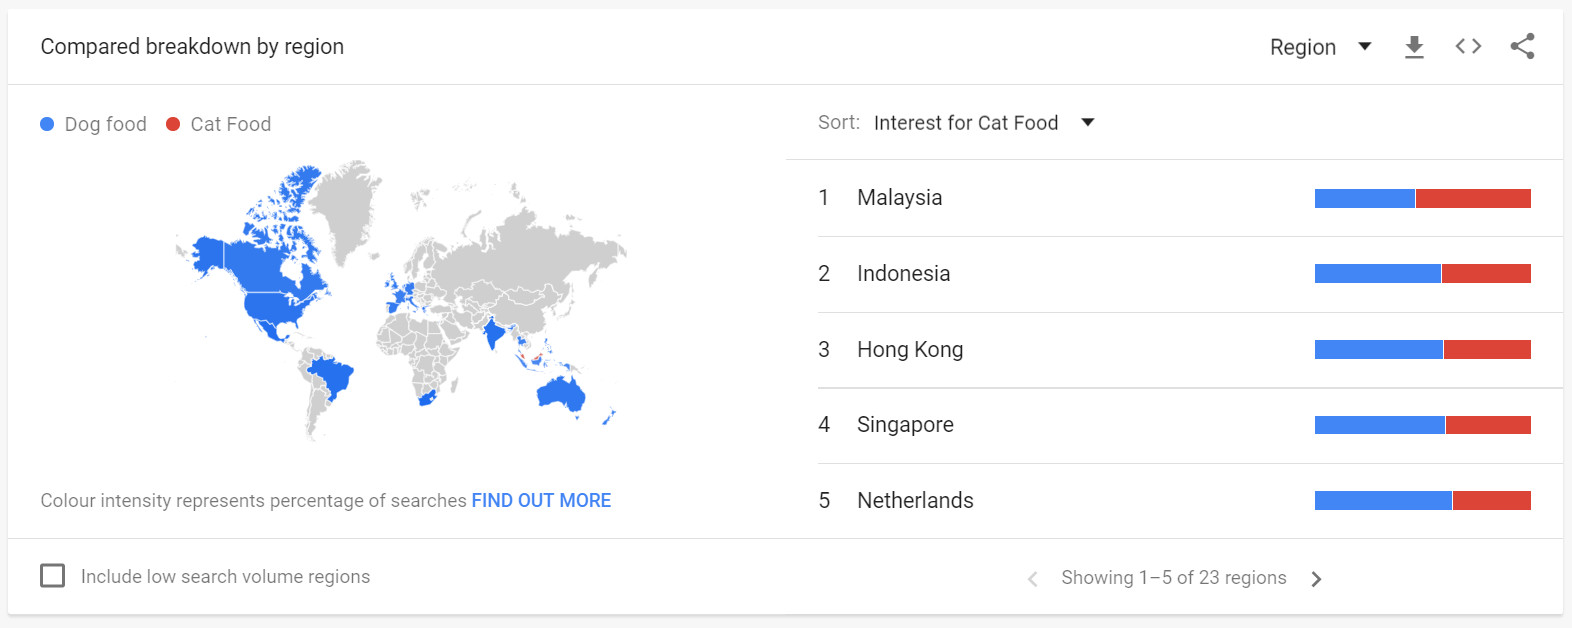 Compared breakdown by region
Region
Dog food
Cat Food
Sort: Interest for Cat Food
1 Malaysia
2 Indonesia
3 Hong Kong
4 Singapore
5 Netherlands
Colour intensity represents percentage of searches FIND OUT MORE
Include low search volume regions
Showing 1–5 of 23 regions